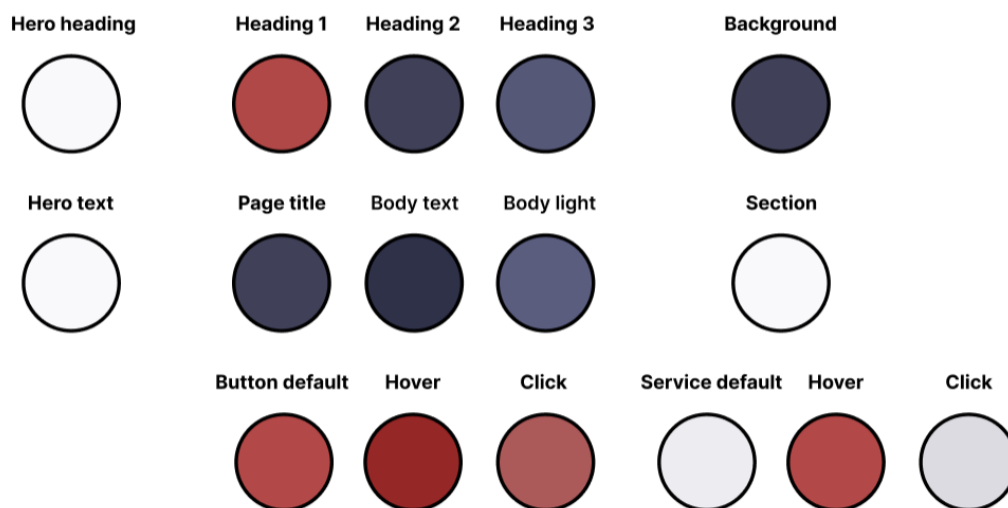 Hero heading
Heading 1
Heading 2
Heading 3
Background
Hero text
Page title
Body text
Body light
Section
Button default
Hover
Click
Service default
Hover
Click